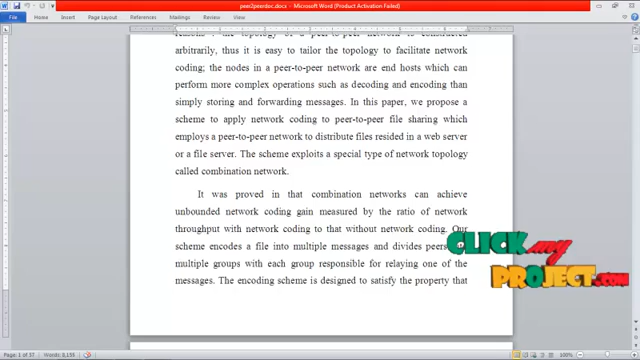 peer2peerdoc.docx - Microsoft Word (Product Activation Failed)
File Home Insert Page Layout References Mailings Review View
reasons : the topology of a peer-to-peer network is considered
arbitrarily, thus it is easy to tailor the topology to facilitate network
coding; the nodes in a peer-to-peer network are end hosts which can
perform more complex operations such as decoding and encoding than
simply storing and forwarding messages. In this paper, we propose a
scheme to apply network coding to peer-to-peer file sharing which
employs a peer-to-peer network to distribute files resided in a web server
or a file server. The scheme exploits a special type of network topology
called combination network.
It was proved in that combination networks can achieve
unbounded network coding gain measured by the ratio of network
throughput with network coding to that without network coding. Our
scheme encodes a file into multiple messages and divides peers
multiple groups with each group responsible for relaying one of the
messages. The encoding scheme is designed to satisfy the property that
CLICK my
PROJECT.COM
Page: 1 of 57 Words: 8,155 100%